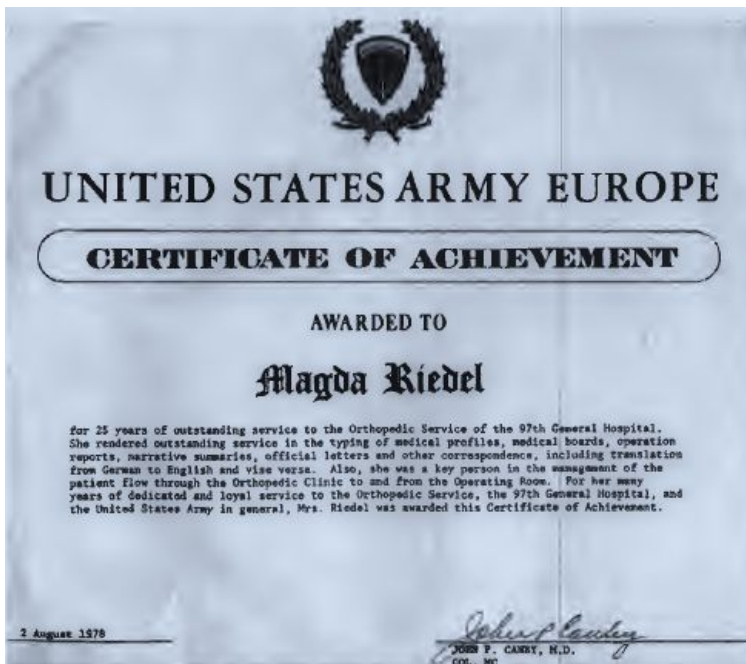 UNITED STATES ARMY EUROPE
CERTIFICATE OF ACHIEVEMENT
AWARDED TO
Magda Riedel
for 25 years of outstanding service to the Orthopedic Service of the 97th General Hospital.
She rendered outstanding service in the typing of medical profiles, medical boards, operation
reports, narrative summaries, official letters and other correspondence, including translation
from German to English and vise versa. Also, she was a key person in the management of the
patient flow through the Orthopedic Clinic to and from the Operating Room. For her many
years of dedicated and loyal service to the Orthopedic Service, the 97th General Hospital, and
the United States Army in general, Mrs. Riedel was awarded this Certificate of Achievement.
2 August 1978
John P Canby
JOHN P. CANBY, M.D.
COL, MC